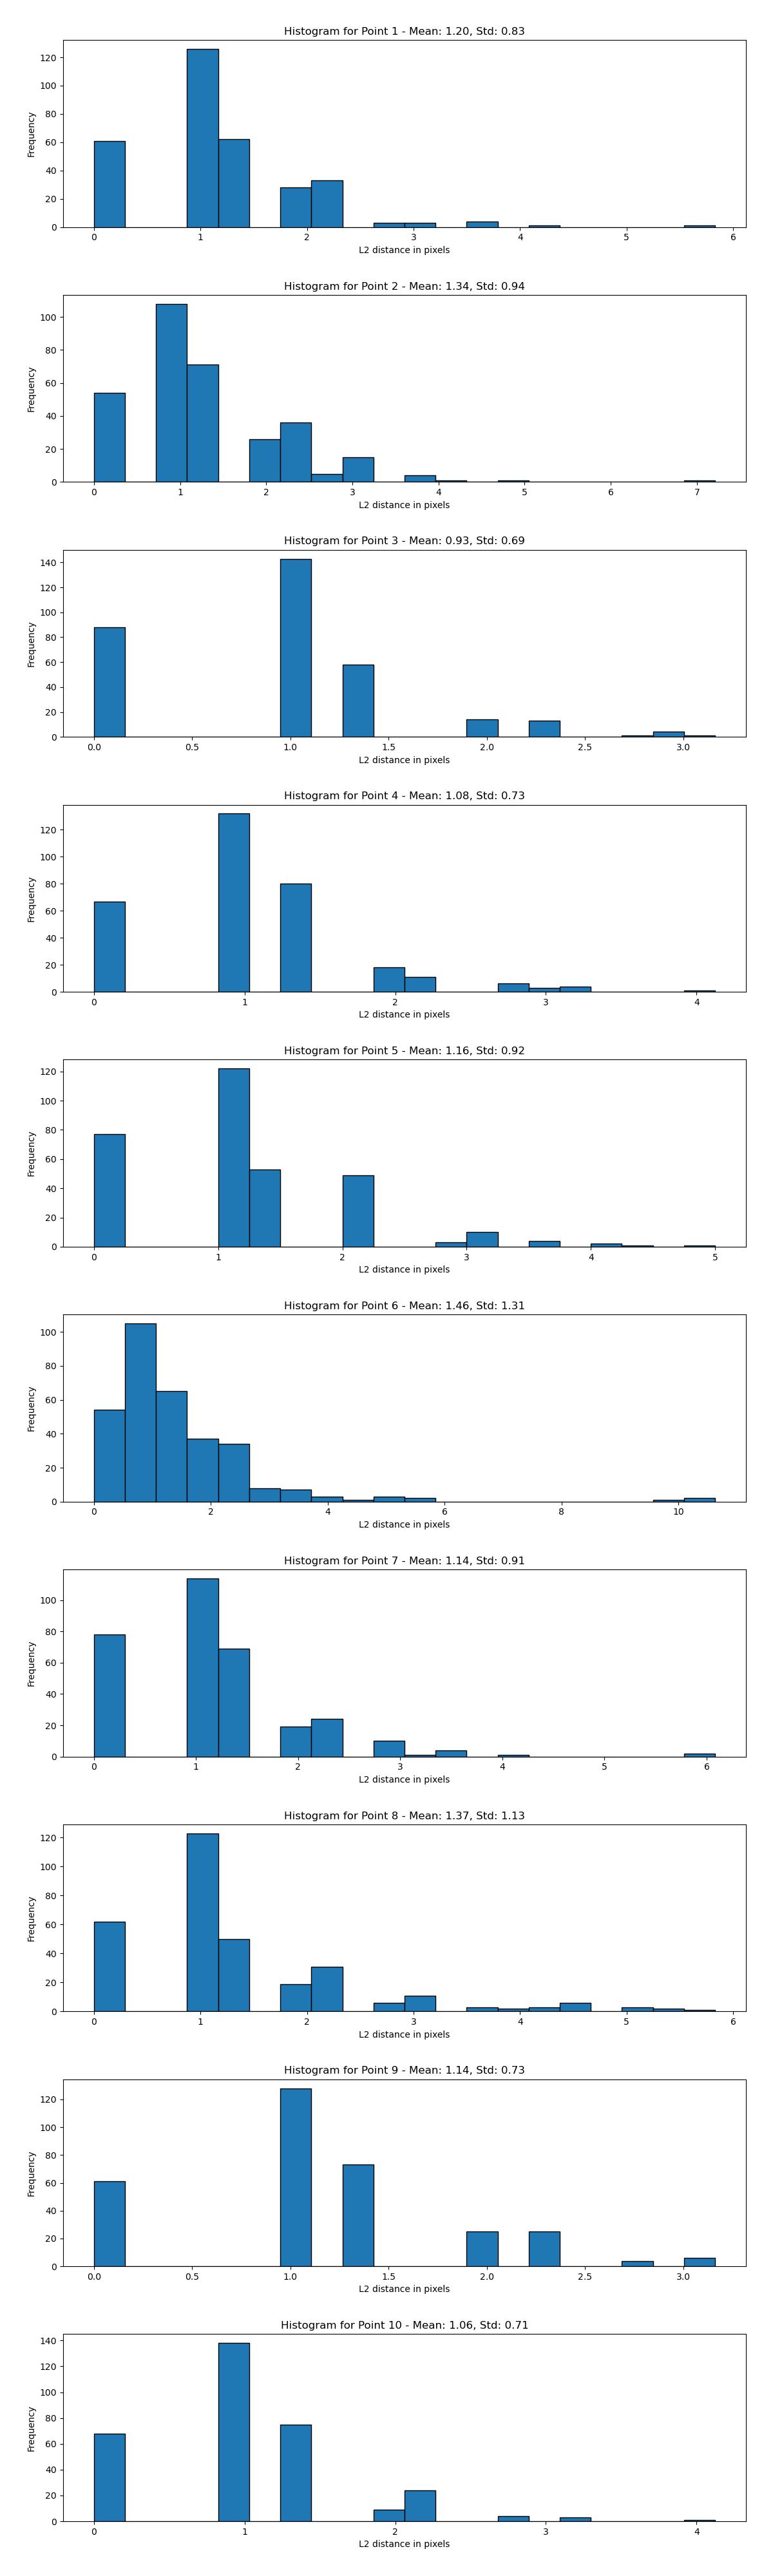 Histogram for Point 1 - Mean: 1.20, Std: 0.83
120
100
80
60
40
20
0
Frequency
0 1 2 3 4 5 6
L2 distance in pixels
Histogram for Point 2 - Mean: 1.34, Std: 0.94
100
80
60
40
20
0
Frequency
0 1 2 3 4 5 6 7
L2 distance in pixels
Histogram for Point 3 - Mean: 0.93, Std: 0.69
140
120
100
80
60
40
20
0
Frequency
0.0 0.5 1.0 1.5 2.0 2.5 3.0
L2 distance in pixels
Histogram for Point 4 - Mean: 1.08, Std: 0.73
120
100
80
60
40
20
0
Frequency
0 1 2 3 4
L2 distance in pixels
Histogram for Point 5 - Mean: 1.16, Std: 0.92
120
100
80
60
40
20
0
Frequency
0 1 2 3 4 5
L2 distance in pixels
Histogram for Point 6 - Mean: 1.46, Std: 1.31
100
80
60
40
20
0
Frequency
0 2 4 6 8 10
L2 distance in pixels
Histogram for Point 7 - Mean: 1.14, Std: 0.91
100
80
60
40
20
0
Frequency
0 1 2 3 4 5 6
L2 distance in pixels
Histogram for Point 8 - Mean: 1.37, Std: 1.13
120
100
80
60
40
20
0
Frequency
0 1 2 3 4 5 6
L2 distance in pixels
Histogram for Point 9 - Mean: 1.14, Std: 0.73
120
100
80
60
40
20
0
Frequency
0.0 0.5 1.0 1.5 2.0 2.5 3.0
L2 distance in pixels
Histogram for Point 10 - Mean: 1.06, Std: 0.71
140
120
100
80
60
40
20
0
Frequency
0 1 2 3 4
L2 distance in pixels